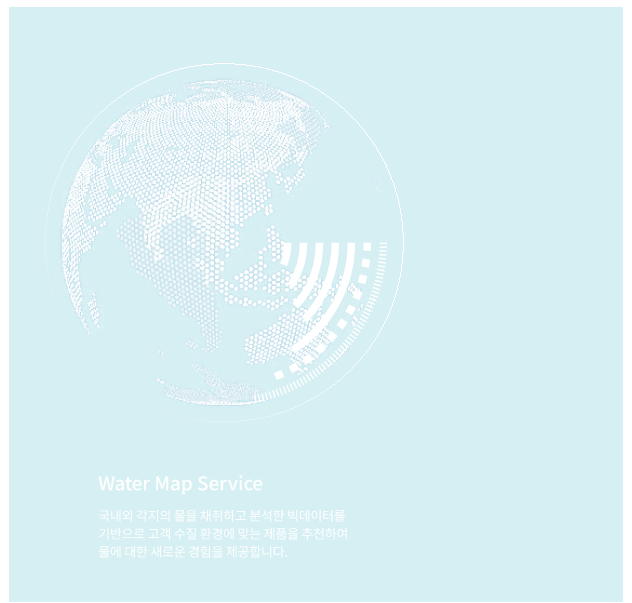 Water Map Service
국내외 각지의 물을 채취하고 분석한 빅데이터를
기반으로 고객 수질 환경에 맞는 제품을 추천하여
물에 대한 새로운 경험을 제공합니다.